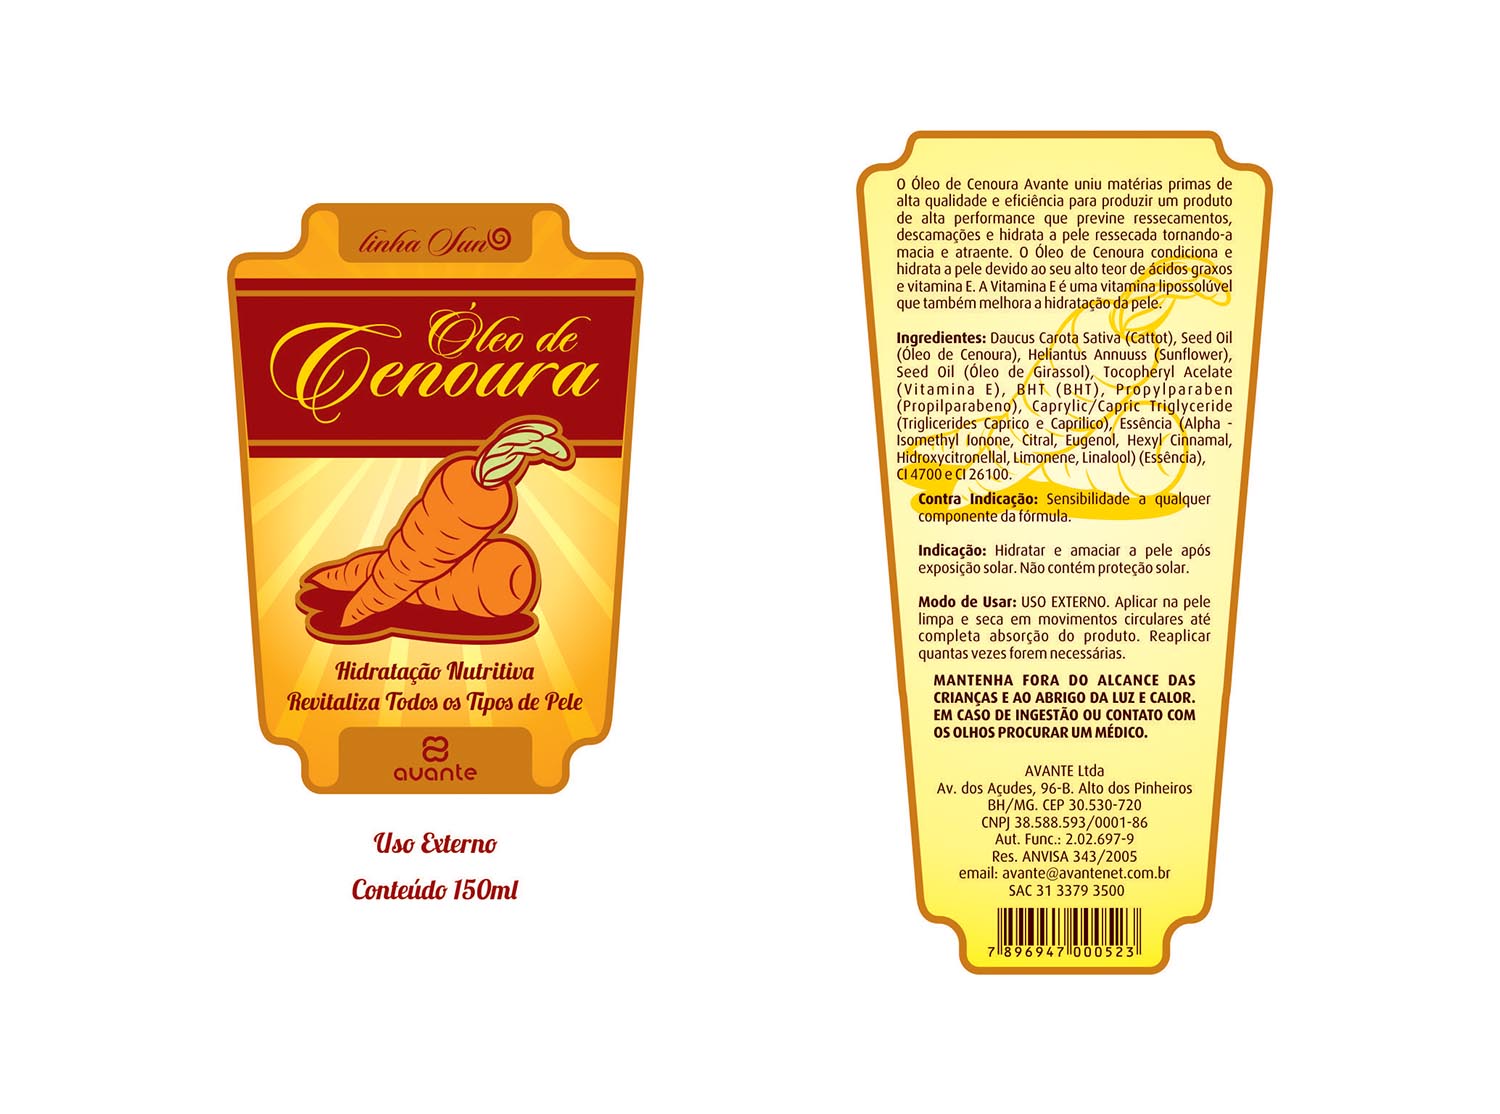 linha Sun
Óleo de
Cenoura
Hidratação Nutritiva
Revitaliza Todos os Tipos de Pele
avante
Uso Externo
Conteúdo 150ml
O Óleo de Cenoura Avante uniu matérias primas de
alta qualidade e eficiência para produzir um produto
de alta performance que previne ressecamentos,
descamações e hidrata a pele ressecada tornando-a
macia e atraente. O Óleo de Cenoura condiciona e
hidrata a pele devido ao seu alto teor de ácidos graxos
e vitamina E. A Vitamina E é uma vitamina lipossolúvel
que também melhora a hidratação da pele.
Ingredientes: Daucus Carota Sativa (Cattot), Seed Oil
(Óleo de Cenoura), Heliantus Annuuss (Sunflower),
Seed Oil (Óleo de Girassol), Tocopheryl Acelate
(Vitamina E), BHT (BHT), Propylparaben
(Propilparabeno), Caprylic/Capric Triglyceride
(Triglicerides Caprico e Caprilico), Essência (Alpha -
Isomethyl Ionone, Citral, Eugenol, Hexyl Cinnamal,
Hidroxycitronellal, Limonene, Linalool) (Essência),
CI 4700 e CI 26100.
Contra Indicação: Sensibilidade a qualquer
componente da fórmula.
Indicação: Hidratar e amaciar a pele após
exposição solar. Não contém proteção solar.
Modo de Usar: USO EXTERNO. Aplicar na pele
limpa e seca em movimentos circulares até
completa absorção do produto. Reaplicar
quantas vezes forem necessárias.
MANTENHA FORA DO ALCANCE DAS
CRIANÇAS E AO ABRIGO DA LUZ E CALOR.
EM CASO DE INGESTÃO OU CONTATO COM
OS OLHOS PROCURAR UM MÉDICO.
AVANTE Ltda
Av. dos Açudes, 96-B. Alto dos Pinheiros
BH/MG. CEP 30.530-720
CNPJ 38.588.593/0001-86
Aut. Func.: 2.02.697-9
Res. ANVISA 343/2005
email: avante@avantenet.com.br
SAC 31 3379 3500
7 896947 000523